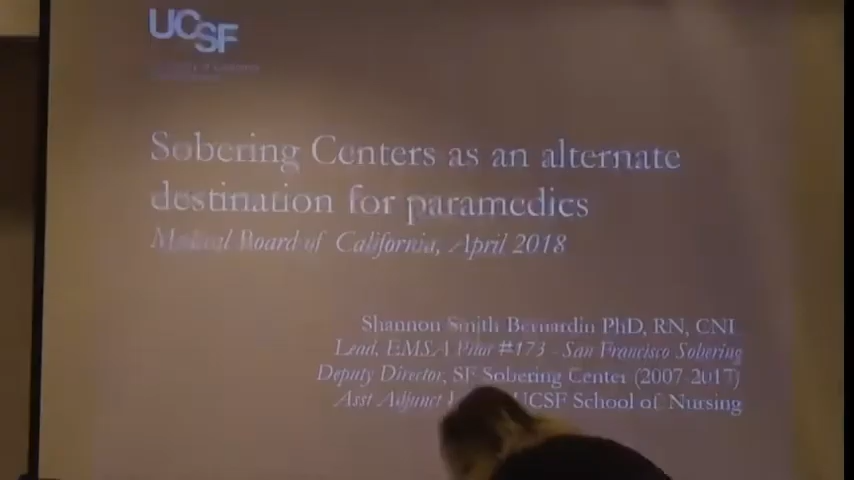 UCSF
Sobering Centers as an alternate
destination for paramedics
Medical Board of California, April 2018
Shannon Smith Bernardin PhD, RN, CNL
Lead, EMSA Pilot #173 - San Francisco Sobering
Deputy Director, SF Sobering Center (2007-2017)
Asst Adjunct UCSF School of Nursing